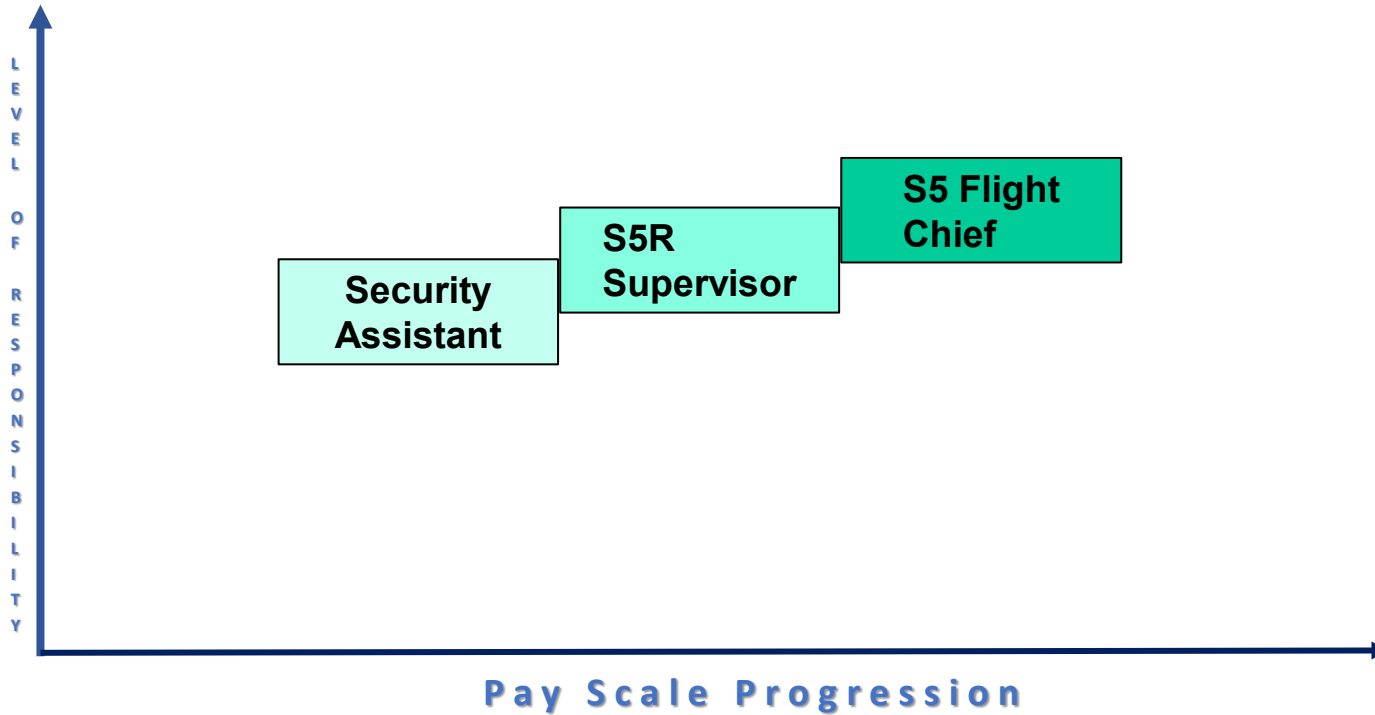 LEVEL OF RESPONSIBILITY
Security
Assistant
S5R
Supervisor
S5 Flight
Chief
Pay Scale Progression